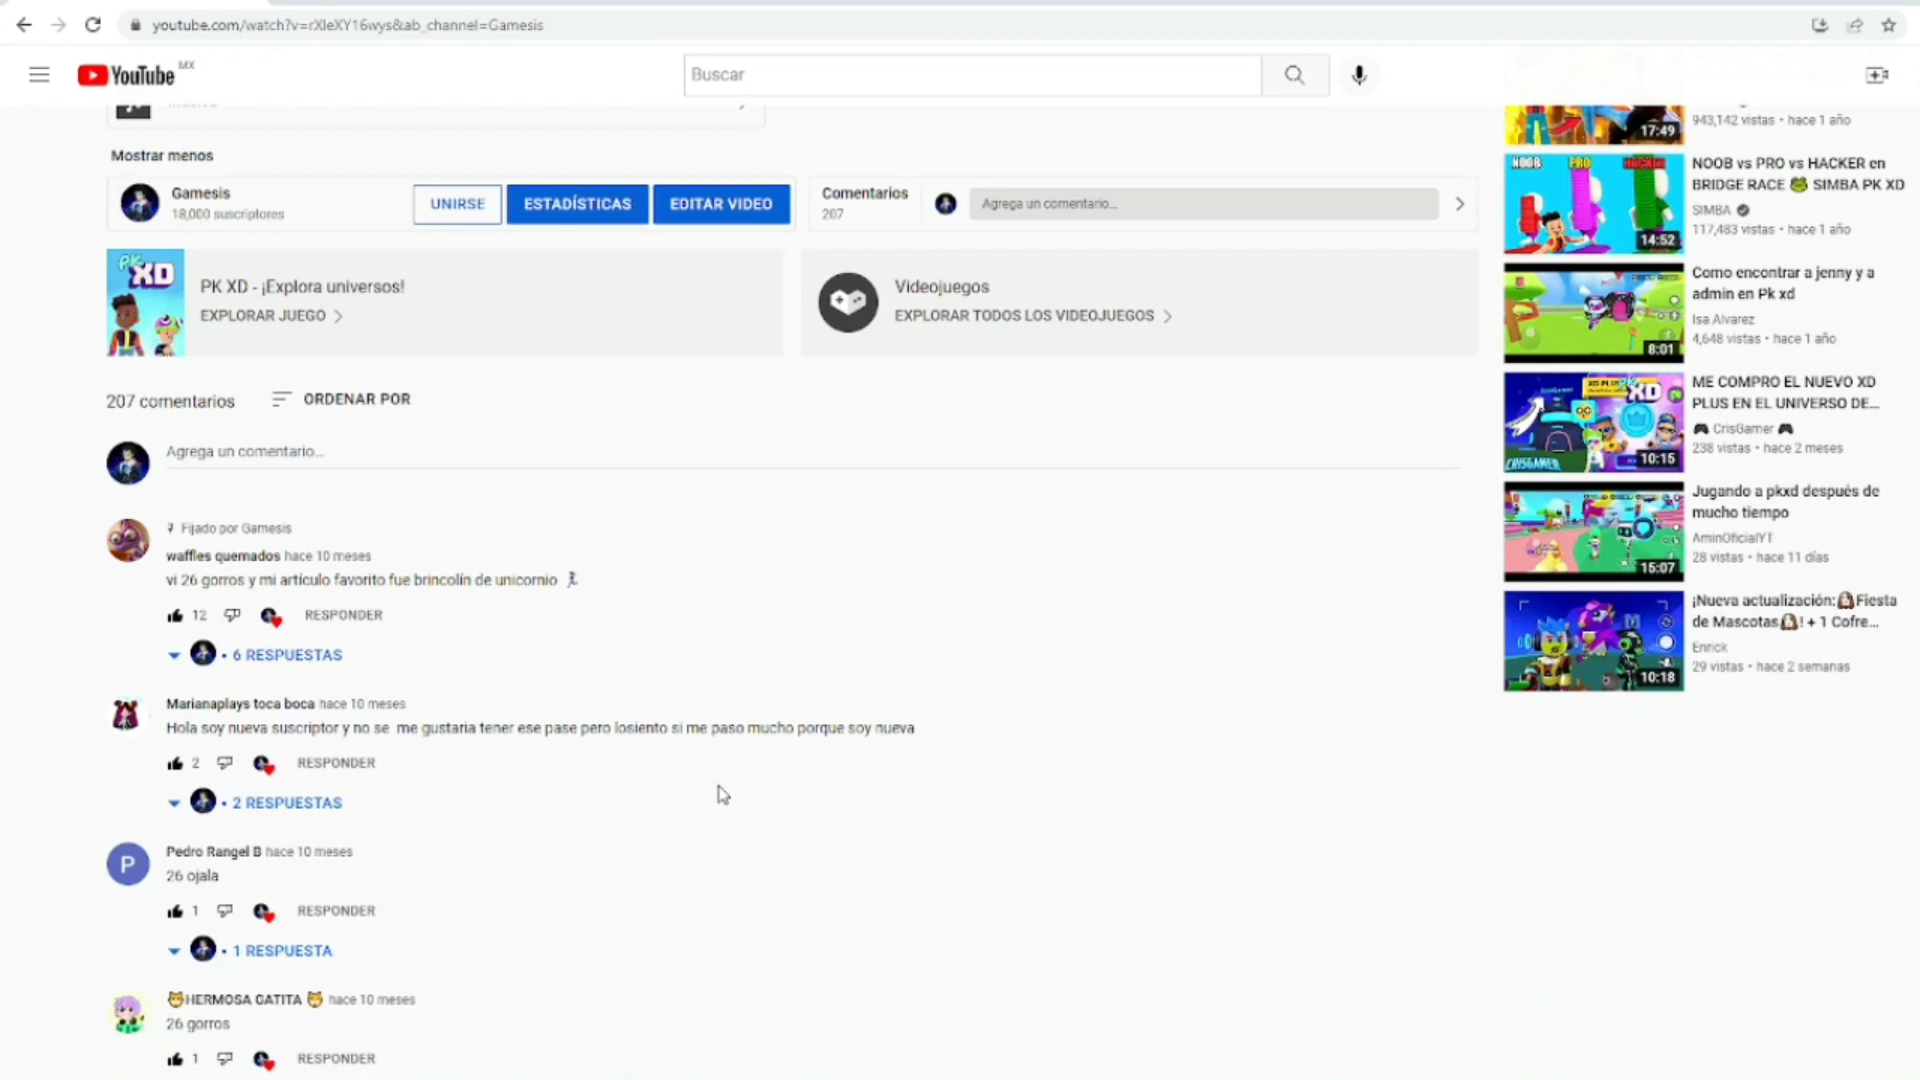 youtube.com/watch?v=rXleXY16wys&ab_channel=Gamesis
YouTube MX
Buscar
Mostrar menos
Gamesis
18,000 suscriptores
UNIRSE
ESTADÍSTICAS
EDITAR VIDEO
Comentarios
207
Agrega un comentario...
PK XD
PK XD - ¡Explora universos!
EXPLORAR JUEGO
Videojuegos
EXPLORAR TODOS LOS VIDEOJUEGOS
207 comentarios
ORDENAR POR
Agrega un comentario...
Fijado por Gamesis
waffles quemados hace 10 meses
vi 26 gorros y mi artículo favorito fue brincolín de unicornio
12
RESPONDER
• 6 RESPUESTAS
Marianaplays toca boca hace 10 meses
Hola soy nueva suscriptor y no se me gustaria tener ese pase pero losiento si me paso mucho porque soy nueva
2
RESPONDER
• 2 RESPUESTAS
Pedro Rangel B hace 10 meses
26 ojala
1
RESPONDER
• 1 RESPUESTA
P
HERMOSA GATITA hace 10 meses
26 gorros
1
RESPONDER
17:49
943,142 vistas • hace 1 año
NOOB PRO HACKER
14:52
NOOB vs PRO vs HACKER en
BRIDGE RACE 🐸 SIMBA PK XD
SIMBA
117,483 vistas • hace 1 año
8:01
Como encontrar a jenny y a
admin en Pk xd
Isa Alvarez
4,648 vistas • hace 1 año
XD
CRISGAMER
10:15
ME COMPRO EL NUEVO XD
PLUS EN EL UNIVERSO DE...
🎮 CrisGamer 🎮
238 vistas • hace 2 meses
15:07
Jugando a pkxd después de
mucho tiempo
AminOficialYT
28 vistas • hace 11 días
10:18
¡Nueva actualización:🐶Fiesta
de Mascotas🐶! + 1 Cofre...
Enrick
29 vistas • hace 2 semanas